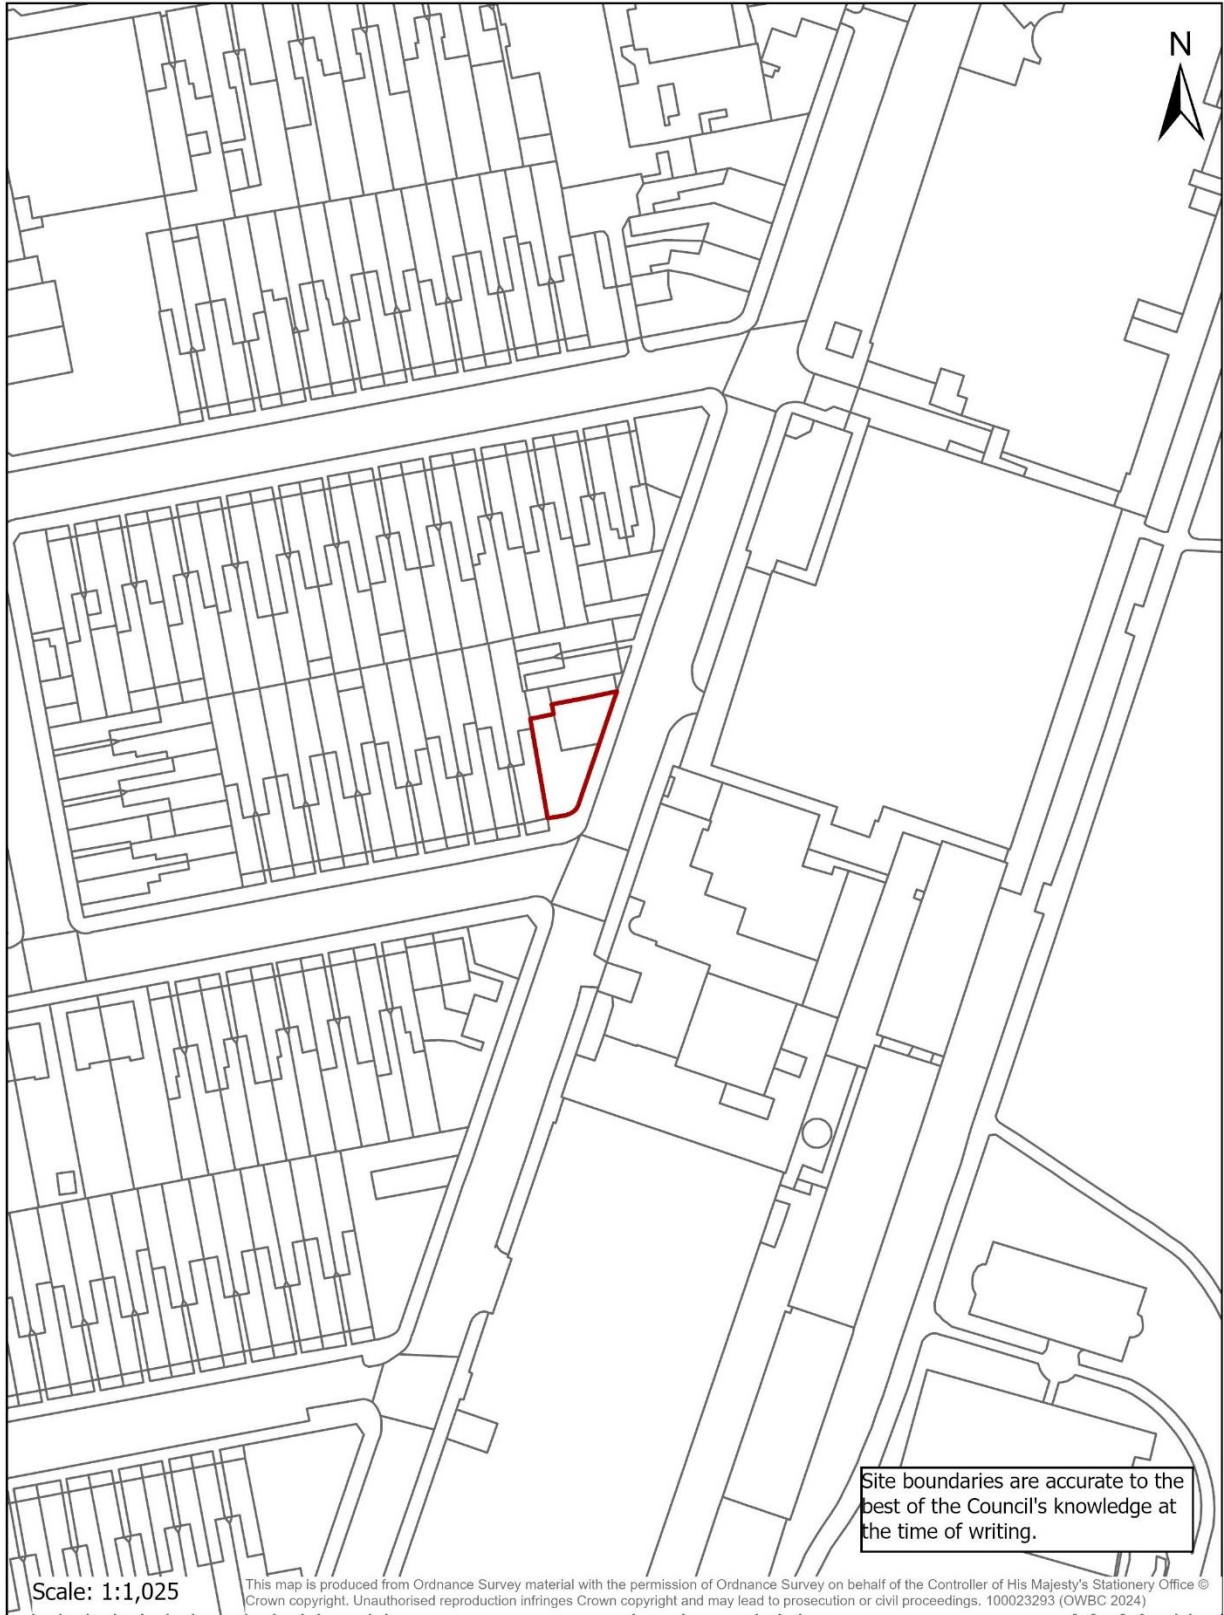 N
Site boundaries are accurate to the
best of the Council's knowledge at
the time of writing.
Scale: 1:1,025
This map is produced from Ordnance Survey material with the permission of Ordnance Survey on behalf of the Controller of His Majesty's Stationery Office ©
Crown copyright. Unauthorised reproduction infringes Crown copyright and may lead to prosecution or civil proceedings. 100023293 (OWBC 2024)